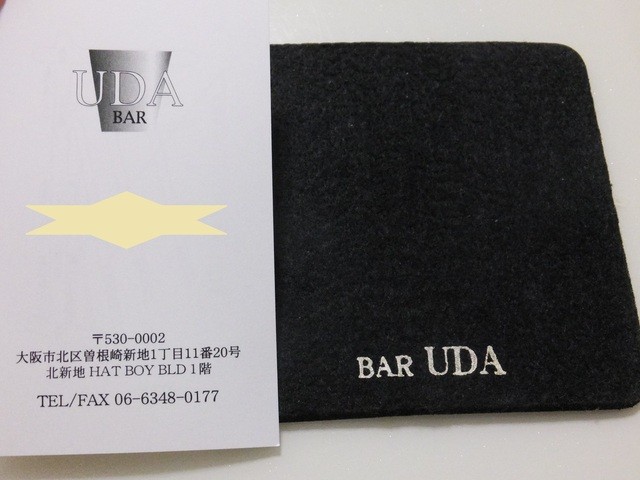 UDA
BAR
〒530-0002
大阪市北区曽根崎新地1丁目11番20号
北新地 HAT BOY BLD 1階
TEL/FAX 06-6348-0177
BAR UDA